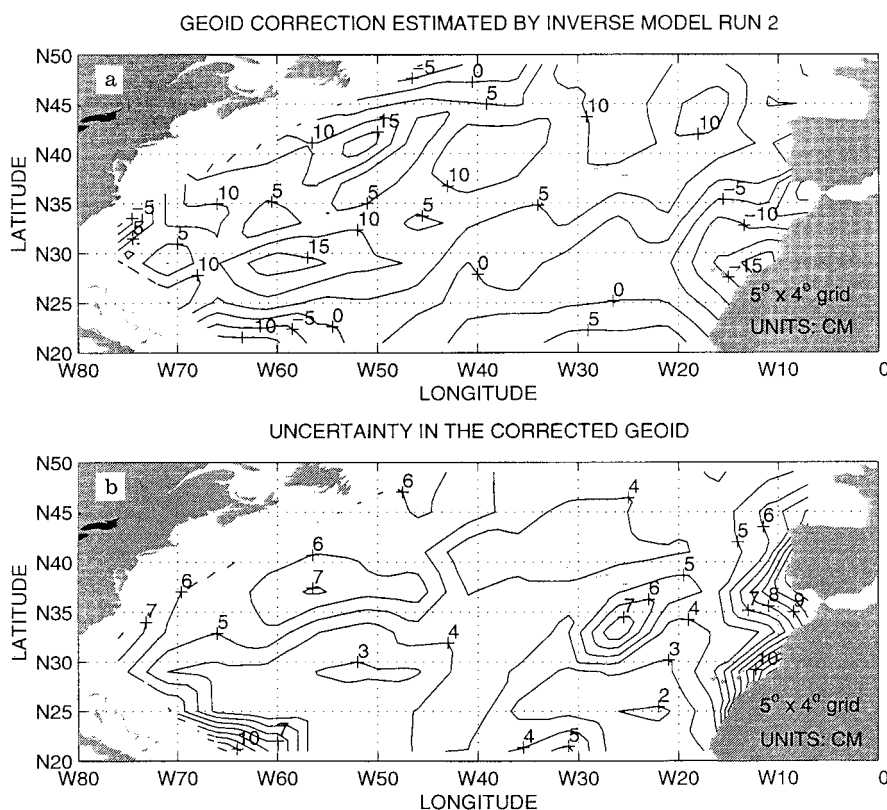 GEOID CORRECTION ESTIMATED BY INVERSE MODEL RUN 2
N50
a
−5
0
5
N45
10
15
10
10
10
N40
LATITUDE
10
N35
10
5
5
5
−5
−5
5
10
−10
N30
5
5
15
10
0
−15
N25
0
5° x 4° grid
−10
−5
0
5
UNITS: CM
N20
W80
W70
W60
W50
W40
W30
W20
W10
0
LONGITUDE
UNCERTAINTY IN THE CORRECTED GEOID
N50
b
6
4
N45
6
5
6
N40
5
LATITUDE
6
7
6
8
7
9
N35
7
7
5
4
4
N30
3
3
10
N25
2
5° x 4° grid
7
4
5
UNITS: CM
N20
10
W80
W70
W60
W50
W40
W30
W20
W10
0
LONGITUDE